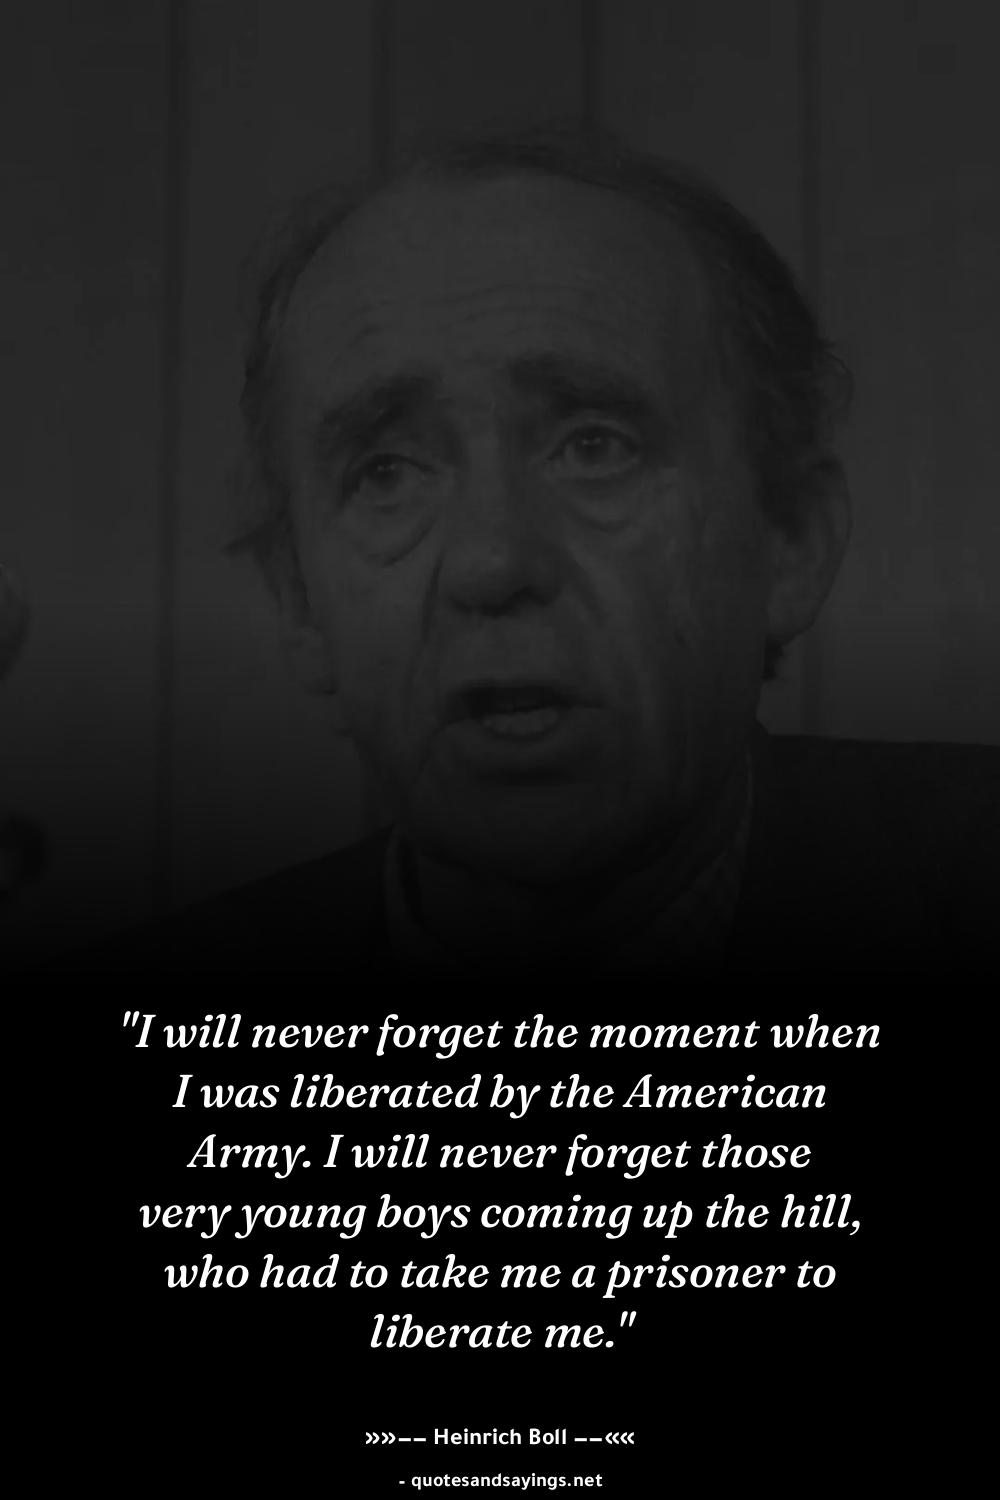 "I will never forget the moment when
I was liberated by the American
Army. I will never forget those
very young boys coming up the hill,
who had to take me a prisoner to
liberate me."
»»−− Heinrich Boll −−««
- quotesandsayings.net